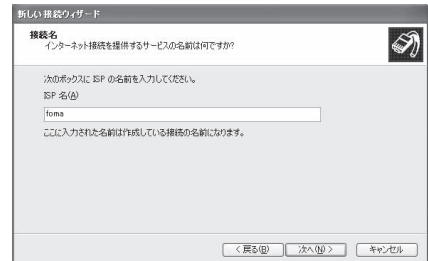 新しい接続ウィザード
接続名
インターネット接続を提供するサービスの名前は何ですか?
次のボックスに ISP の名前を入力してください。
ISP 名(A)
foma
ここに入力された名前は作成している接続の名前になります。
< 戻る(B) 次へ(N) > キャンセル